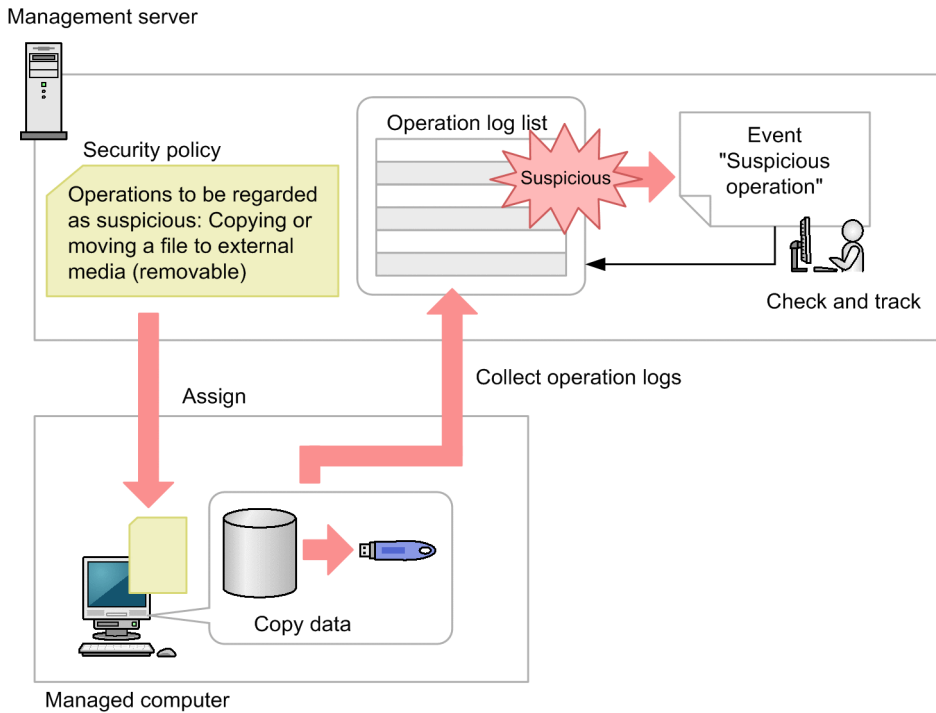 Management server
Operation log list
Suspicious
Event
"Suspicious
operation"
Security policy
Operations to be regarded
as suspicious: Copying or
moving a file to external
media (removable)
Check and track
Assign
Collect operation logs
Copy data
Managed computer